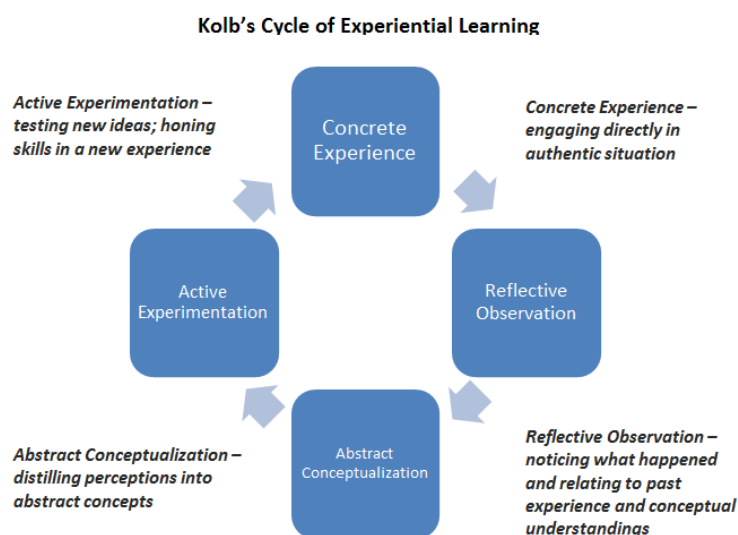 Kolb's Cycle of Experiential Learning
Active Experimentation –
testing new ideas; honing
skills in a new experience
Concrete
Experience
Concrete Experience –
engaging directly in
authentic situation
Active
Experimentation
Reflective
Observation
Abstract Conceptualization –
distilling perceptions into
abstract concepts
Abstract
Conceptualization
Reflective Observation –
noticing what happened
and relating to past
experience and conceptual
understandings